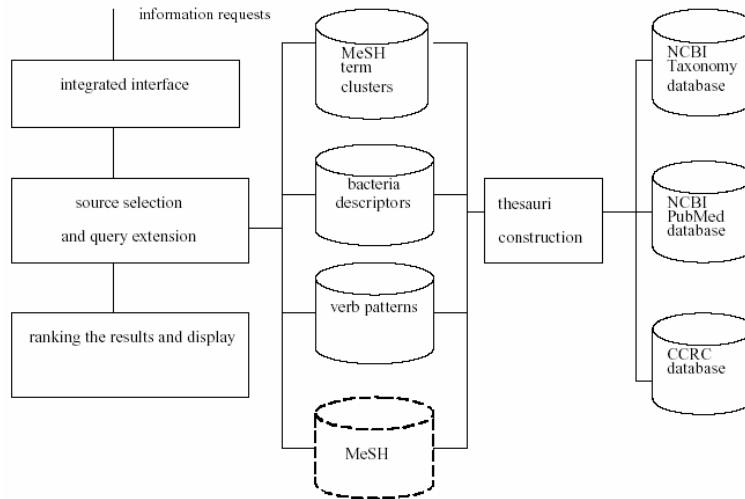 information requests
integrated interface
source selection
and query extension
ranking the results and display
MeSH
term
clusters
bacteria
descriptors
verb patterns
MeSH
thesauri
construction
NCBI
Taxonomy
database
NCBI
PubMed
database
CCRC
database